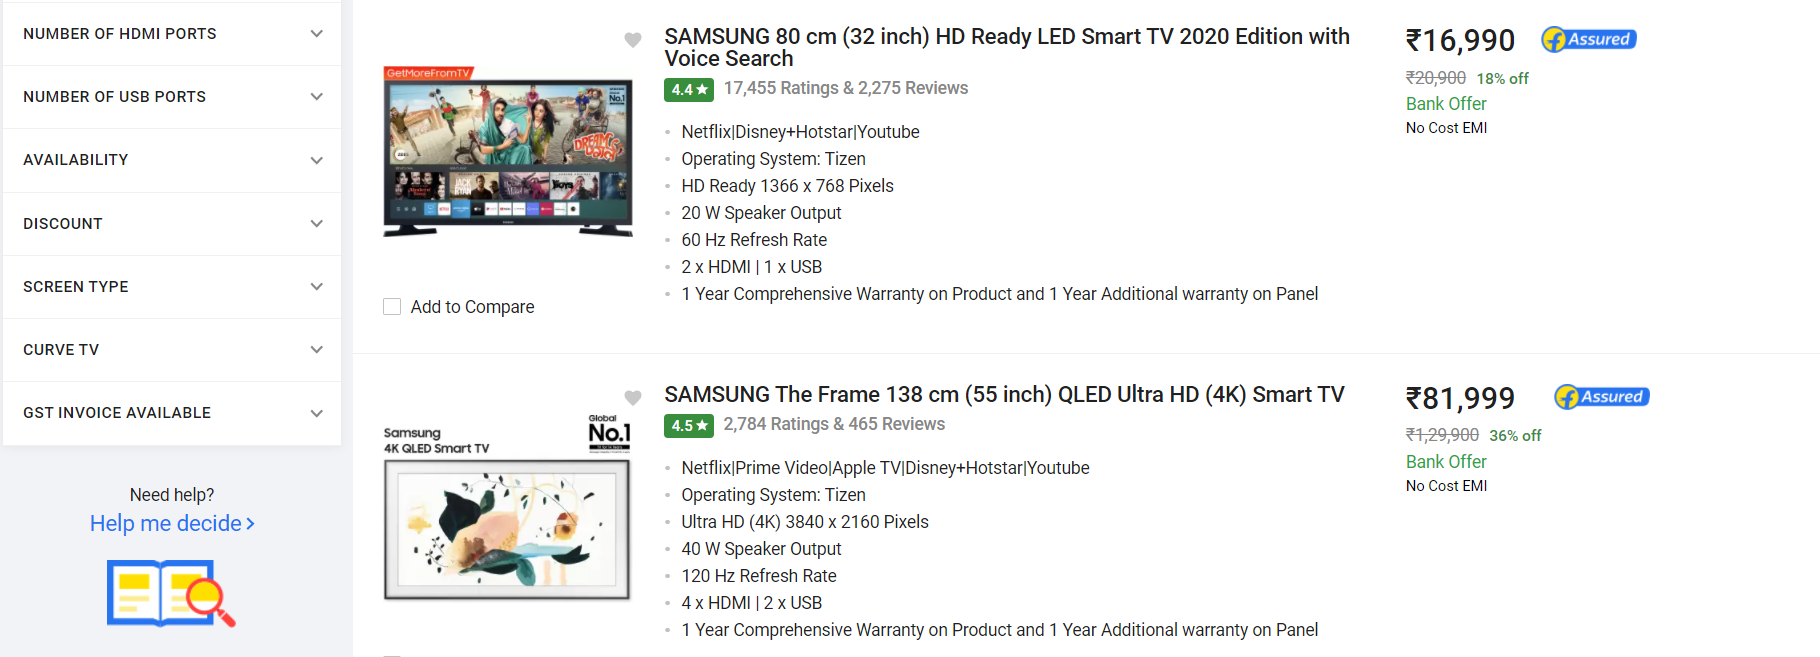 NUMBER OF HDMI PORTS
NUMBER OF USB PORTS
AVAILABILITY
DISCOUNT
SCREEN TYPE
CURVE TV
GST INVOICE AVAILABLE
Need help?
Help me decide
GetMoreFromTV
No.1
DREAM
JACK RYAN
BOYS
SAMSUNG 80 cm (32 inch) HD Ready LED Smart TV 2020 Edition with
Voice Search
4.4 ★ 17,455 Ratings & 2,275 Reviews
Netflix|Disney+Hotstar|Youtube
Operating System: Tizen
HD Ready 1366 x 768 Pixels
20 W Speaker Output
60 Hz Refresh Rate
2 x HDMI | 1 x USB
1 Year Comprehensive Warranty on Product and 1 Year Additional warranty on Panel
Add to Compare
₹16,990
Assured
₹20,900 18% off
Bank Offer
No Cost EMI
Global
No.1
Samsung
4K QLED Smart TV
SAMSUNG The Frame 138 cm (55 inch) QLED Ultra HD (4K) Smart TV
4.5 ★ 2,784 Ratings & 465 Reviews
Netflix|Prime Video|Apple TV|Disney+Hotstar|Youtube
Operating System: Tizen
Ultra HD (4K) 3840 x 2160 Pixels
40 W Speaker Output
120 Hz Refresh Rate
4 x HDMI | 2 x USB
1 Year Comprehensive Warranty on Product and 1 Year Additional warranty on Panel
₹81,999
Assured
₹1,29,900 36% off
Bank Offer
No Cost EMI